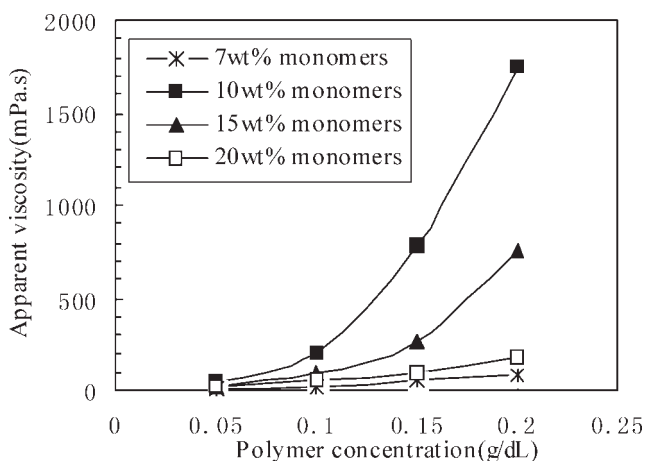 2000
1500
1000
500
0
Apparent viscosity(mPa.s)
7wt% monomers
10wt% monomers
15wt% monomers
20wt% monomers
0 0.05 0.1 0.15 0.2 0.25
Polymer concentration(g/dL)